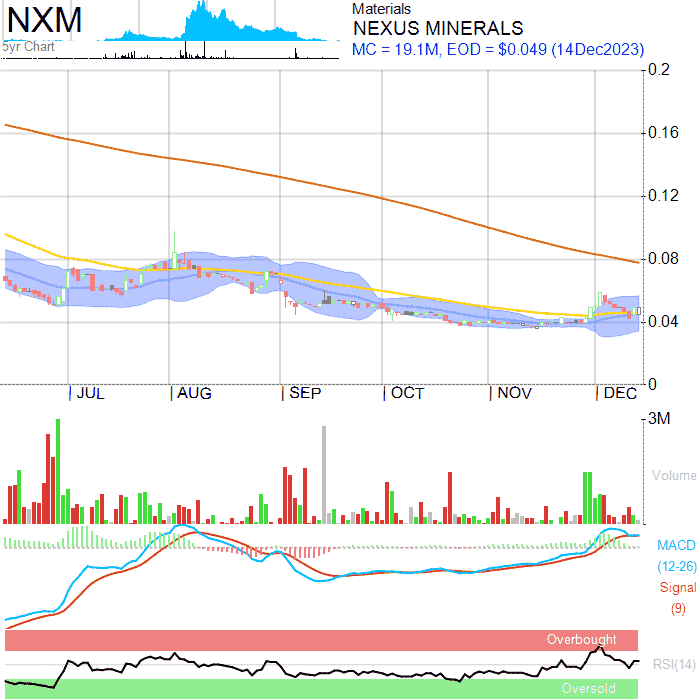 NXM
5yr Chart
Materials
NEXUS MINERALS
MC = 19.1M, EOD = $0.049 (14Dec2023)
0.2
0.16
0.12
0.08
0.04
0
JUL AUG SEP OCT NOV DEC
3M
Volume
MACD
(12-26)
Signal
(9)
Overbought
RSI(14)
Oversold